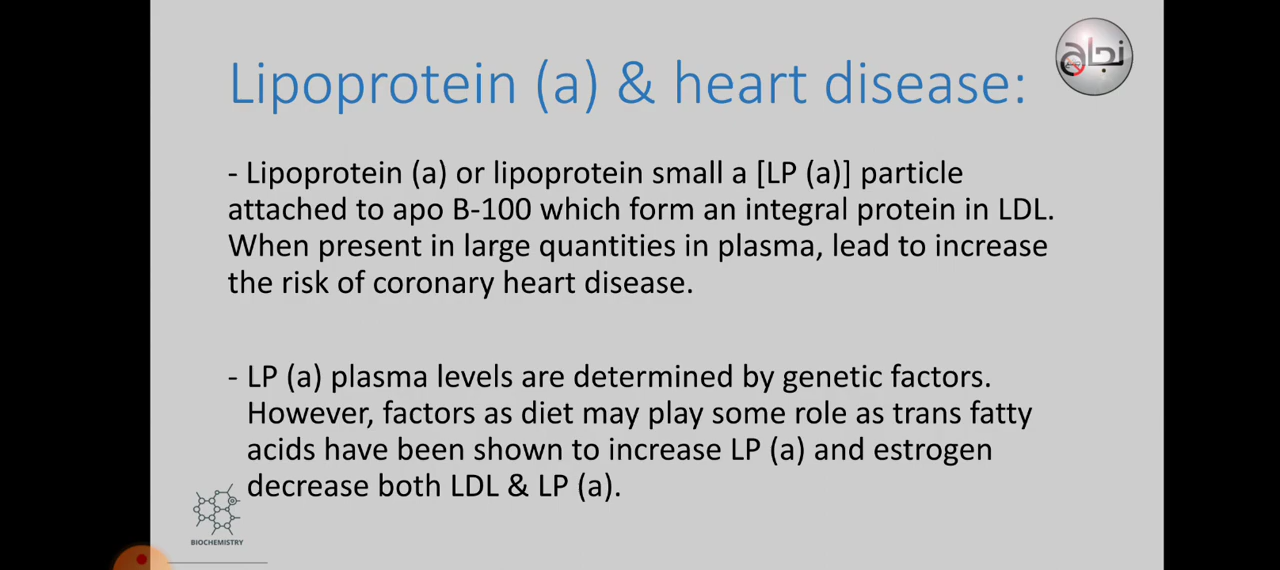 نجاح
Lipoprotein (a) & heart disease:
- Lipoprotein (a) or lipoprotein small a [LP (a)] particle
attached to apo B-100 which form an integral protein in LDL.
When present in large quantities in plasma, lead to increase
the risk of coronary heart disease.
- LP (a) plasma levels are determined by genetic factors.
However, factors as diet may play some role as trans fatty
acids have been shown to increase LP (a) and estrogen
decrease both LDL & LP (a).
BIOCHEMISTRY